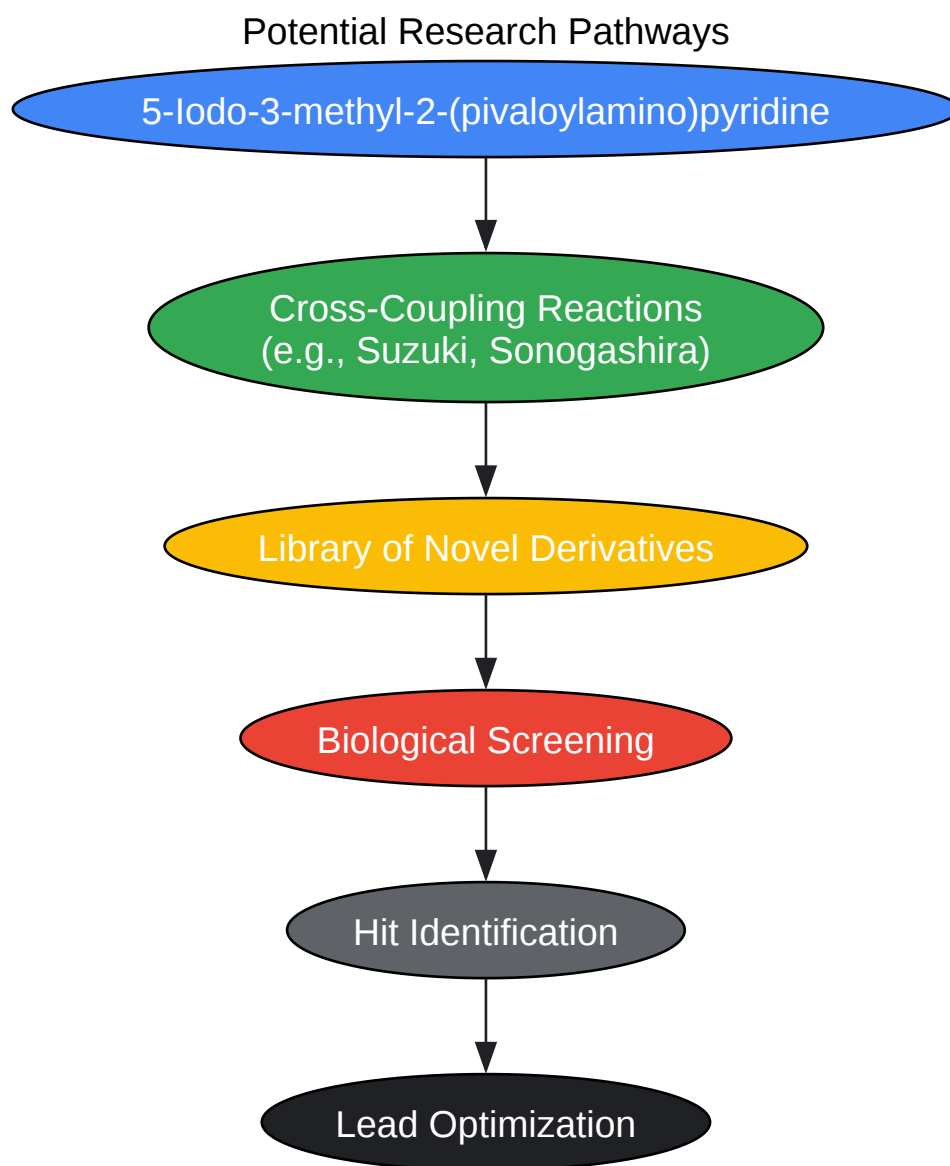 Potential Research Pathways
5-Iodo-3-methyl-2-(pivaloylamino)pyridine
Cross-Coupling Reactions
(e.g., Suzuki, Sonogashira)
Library of Novel Derivatives
Biological Screening
Hit Identification
Lead Optimization